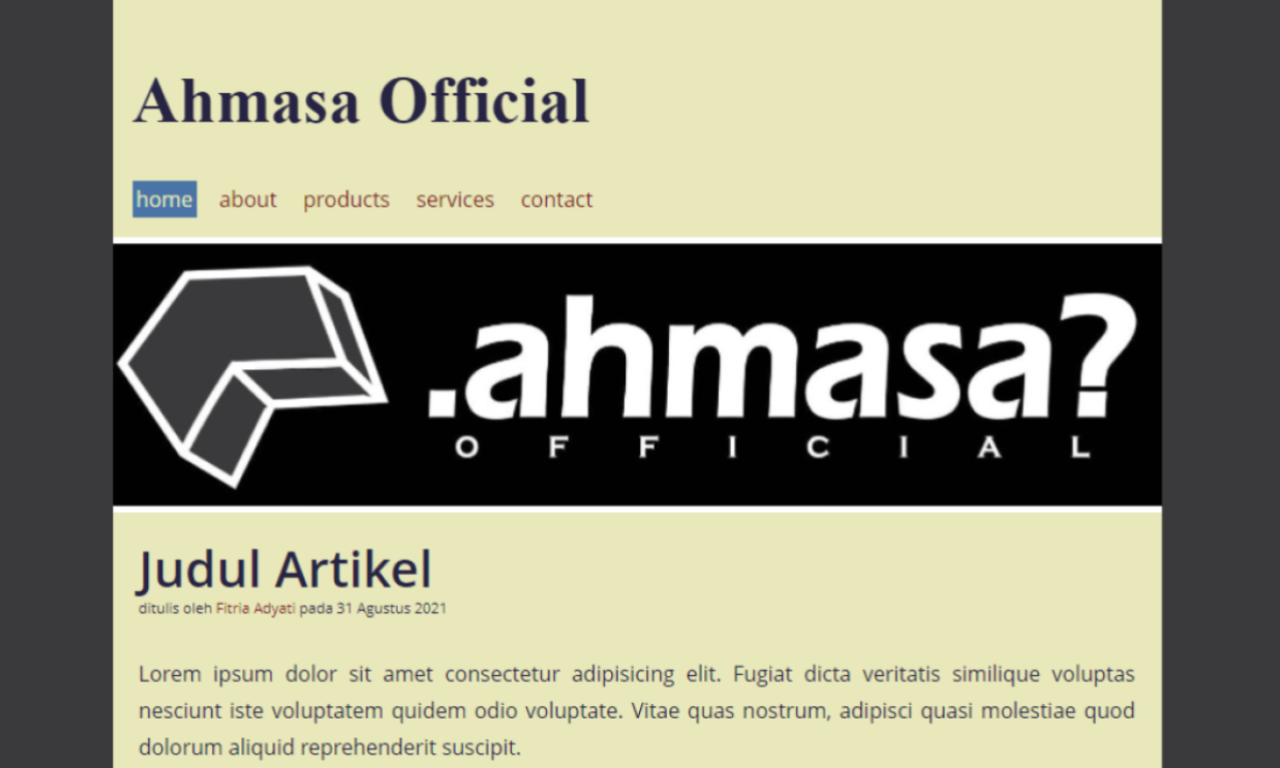 Ahmasa Official
home about products services contact
.ahmasa?
OFFICIAL
Judul Artikel
ditulis oleh Fitria Adyati pada 31 Agustus 2021
Lorem ipsum dolor sit amet consectetur adipisicing elit. Fugiat dicta veritatis similique voluptas
nesciunt iste voluptatem quidem odio voluptate. Vitae quas nostrum, adipisci quasi molestiae quod
dolorum aliquid reprehenderit suscipit.